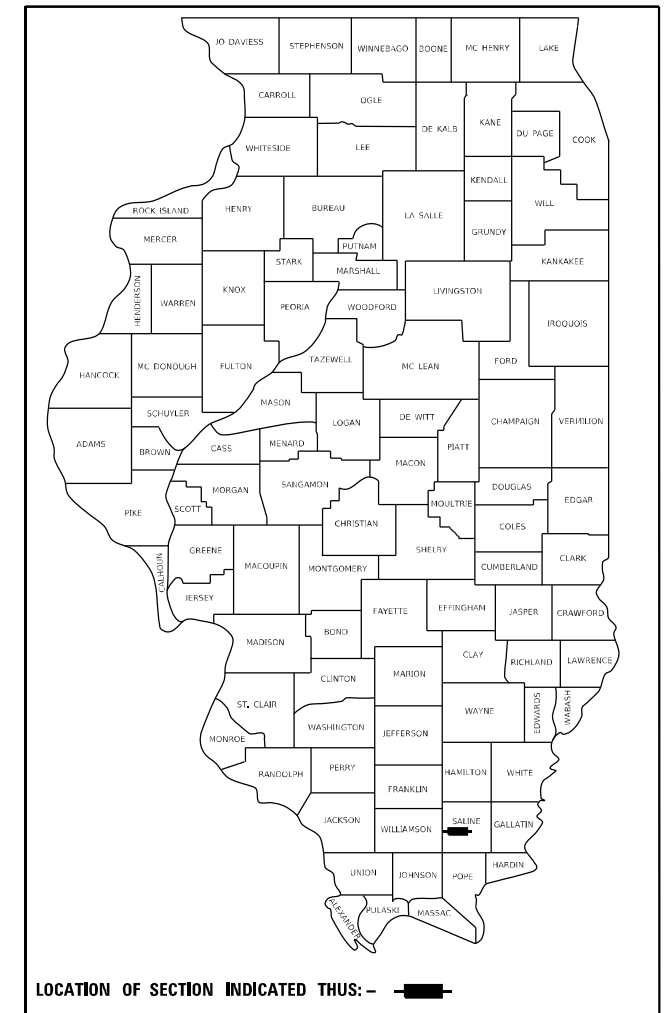 JO DAVIESS
STEPHENSON
WINNEBAGO
BOONE
MC HENRY
LAKE
CARROLL
OGLE
DE KALB
KANE
DU PAGE
COOK
WHITESIDE
LEE
KENDALL
WILL
ROCK ISLAND
HENRY
BUREAU
LA SALLE
GRUNDY
MERCER
PUTNAM
STARK
MARSHALL
KANKAKEE
HENDERSON
WARREN
KNOX
PEORIA
WOODFORD
LIVINGSTON
IROQUOIS
HANCOCK
MC DONOUGH
FULTON
TAZEWELL
MC LEAN
FORD
SCHUYLER
MASON
LOGAN
DE WITT
CHAMPAIGN
VERMILION
ADAMS
BROWN
CASS
MENARD
PIATT
MACON
PIKE
SCOTT
MORGAN
SANGAMON
MOULTRIE
DOUGLAS
EDGAR
CHRISTIAN
COLES
CALHOUN
GREENE
MACOUPIN
MONTGOMERY
SHELBY
CUMBERLAND
CLARK
JERSEY
FAYETTE
EFFINGHAM
JASPER
CRAWFORD
MADISON
BOND
CLAY
RICHLAND
LAWRENCE
CLINTON
MARION
ST. CLAIR
WAYNE
EDWARDS
WABASH
MONROE
WASHINGTON
JEFFERSON
RANDOLPH
PERRY
HAMILTON
WHITE
FRANKLIN
JACKSON
WILLIAMSON
SALINE
GALLATIN
UNION
JOHNSON
POPE
HARDIN
ALEXANDER
PULASKI
MASSAC
LOCATION OF SECTION INDICATED THUS: –